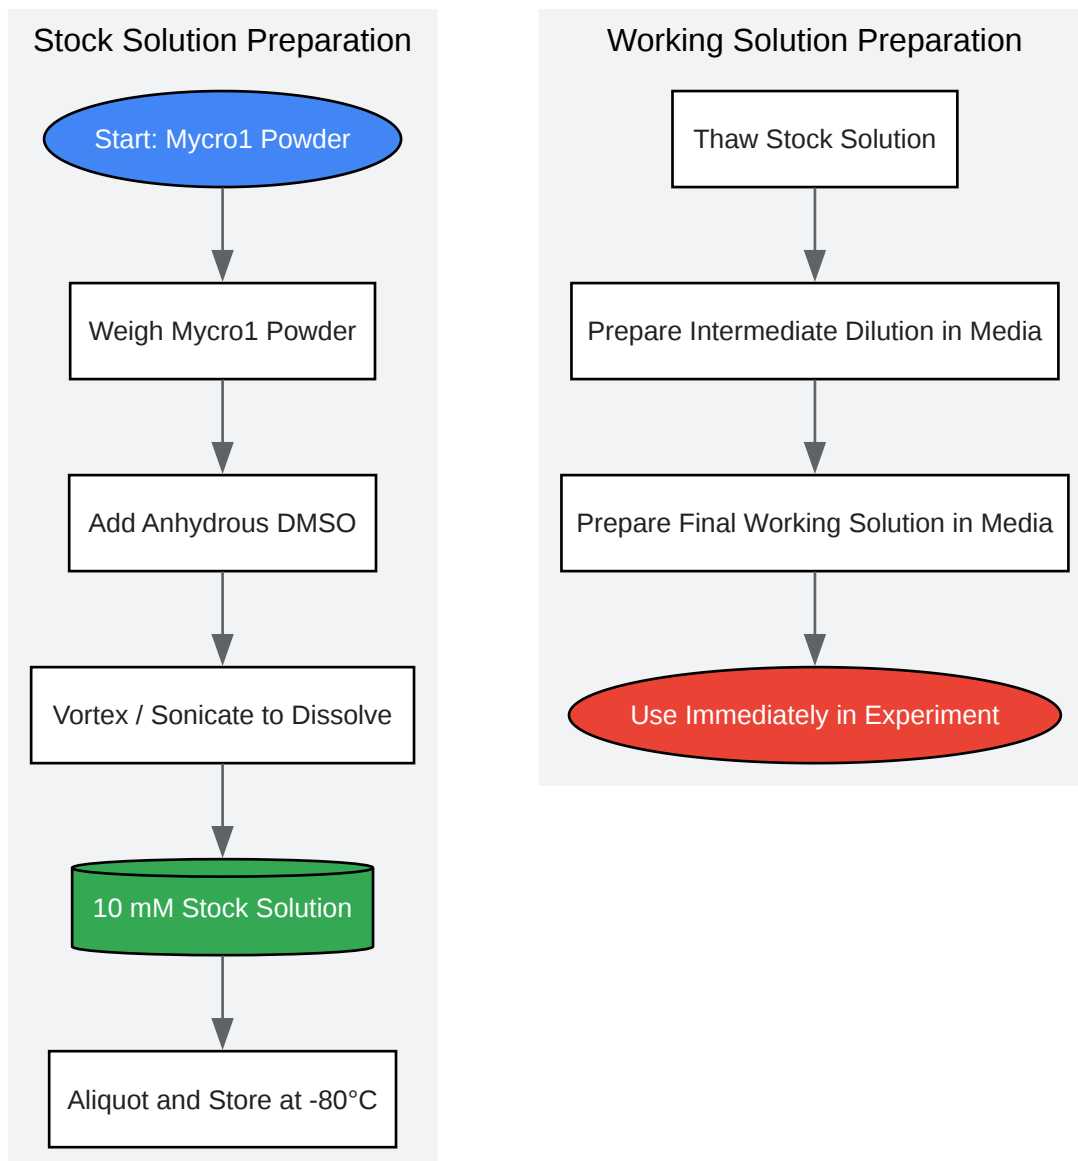 Stock Solution Preparation
Start: Mycro1 Powder
Weigh Mycro1 Powder
Add Anhydrous DMSO
Vortex / Sonicate to Dissolve
10 mM Stock Solution
Aliquot and Store at -80°C
Working Solution Preparation
Thaw Stock Solution
Prepare Intermediate Dilution in Media
Prepare Final Working Solution in Media
Use Immediately in Experiment